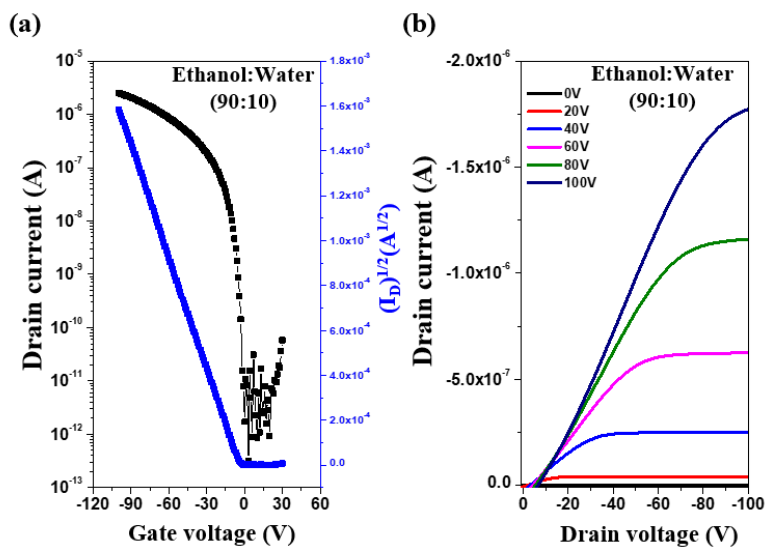 (a)
Ethanol:Water
(90:10)
Drain current (A)
10⁻⁵
10⁻⁶
10⁻⁷
10⁻⁸
10⁻⁹
10⁻¹⁰
10⁻¹¹
10⁻¹²
10⁻¹³
-120 -90 -60 -30 0 30 60
Gate voltage (V)
1.8x10⁻³
1.6x10⁻³
1.4x10⁻³
1.2x10⁻³
1.0x10⁻³
8.0x10⁻⁴
6.0x10⁻⁴
4.0x10⁻⁴
2.0x10⁻⁴
0.0
(I_D)^1/2(A^1/2)
(b)
Ethanol:Water
(90:10)
0V
20V
40V
60V
80V
100V
Drain current (A)
-2.0x10⁻⁶
-1.5x10⁻⁶
-1.0x10⁻⁶
-5.0x10⁻⁷
0.0
0 -20 -40 -60 -80 -100
Drain voltage (V)